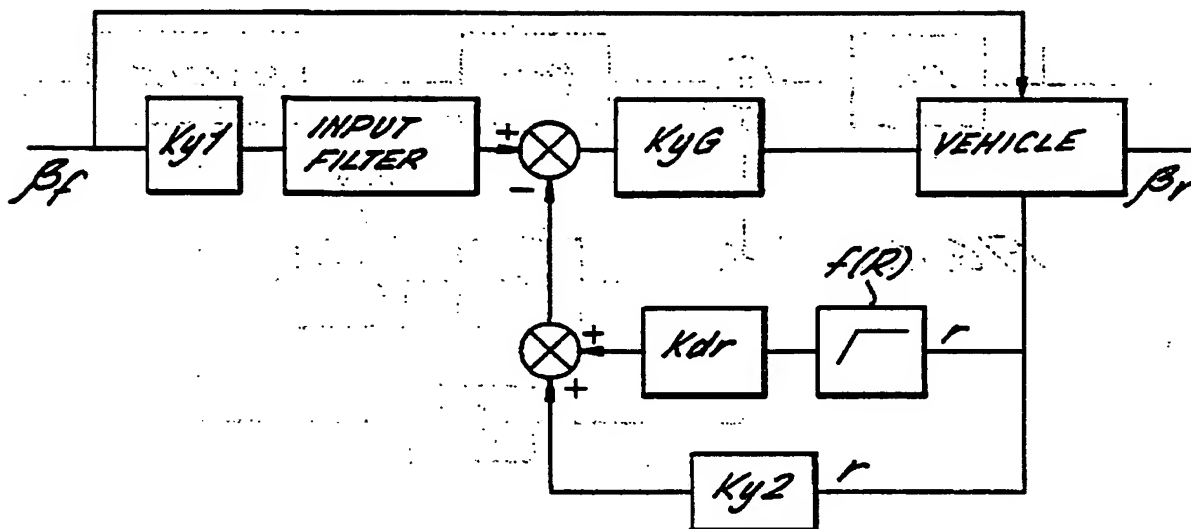 βf
Ky1
INPUT
FILTER
+
-
KyG
VEHICLE
βr
f(R)
+
Kdr
r
+
Ky2
r